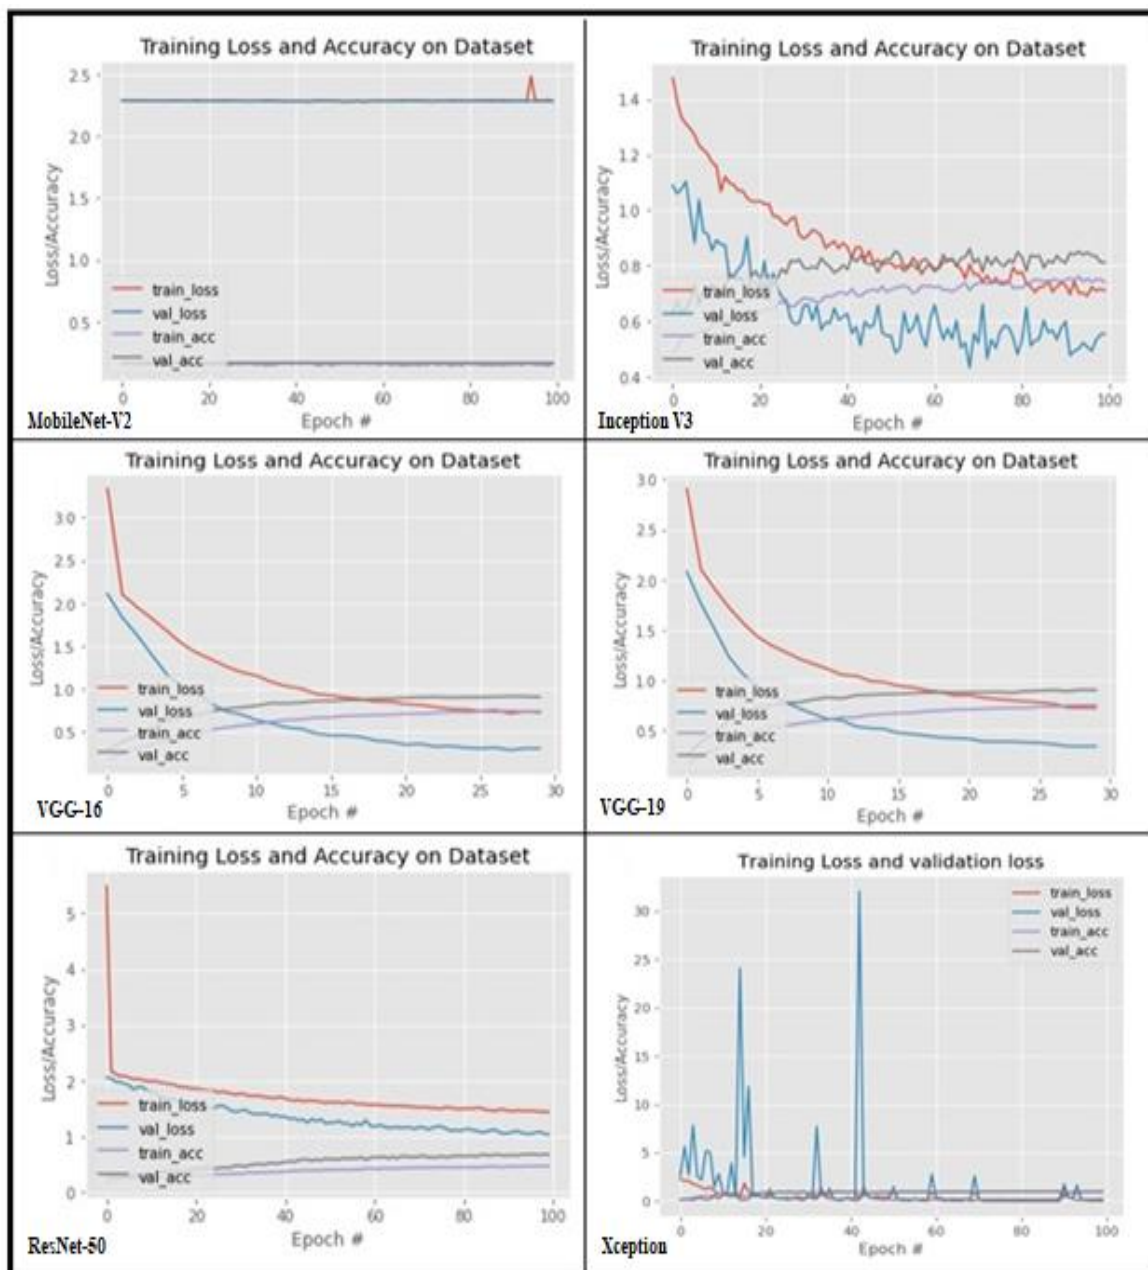 Training Loss and Accuracy on Dataset
Loss/Accuracy
2.5
2.0
1.5
1.0
0.5
train_loss
val_loss
train_acc
val_acc
0 20 40 60 80 100
Epoch #
MobileNet-V2
Training Loss and Accuracy on Dataset
Loss/Accuracy
1.4
1.2
1.0
0.8
0.6
0.4
train_loss
val_loss
train_acc
val_acc
0 20 40 60 80 100
Epoch #
Inception V3
Training Loss and Accuracy on Dataset
Loss/Accuracy
3.0
2.5
2.0
1.5
1.0
0.5
train_loss
val_loss
train_acc
val_acc
0 5 10 15 20 25 30
Epoch #
VGG-16
Training Loss and Accuracy on Dataset
Loss/Accuracy
3.0
2.5
2.0
1.5
1.0
0.5
train_loss
val_loss
train_acc
val_acc
0 5 10 15 20 25 30
Epoch #
VGG-19
Training Loss and Accuracy on Dataset
Loss/Accuracy
5
4
3
2
1
0
train_loss
val_loss
train_acc
val_acc
0 20 40 60 80 100
Epoch #
ResNet-50
Training Loss and validation loss
Loss/Accuracy
30
25
20
15
10
5
0
train_loss
val_loss
train_acc
val_acc
0 20 40 60 80 100
Epoch #
Xception